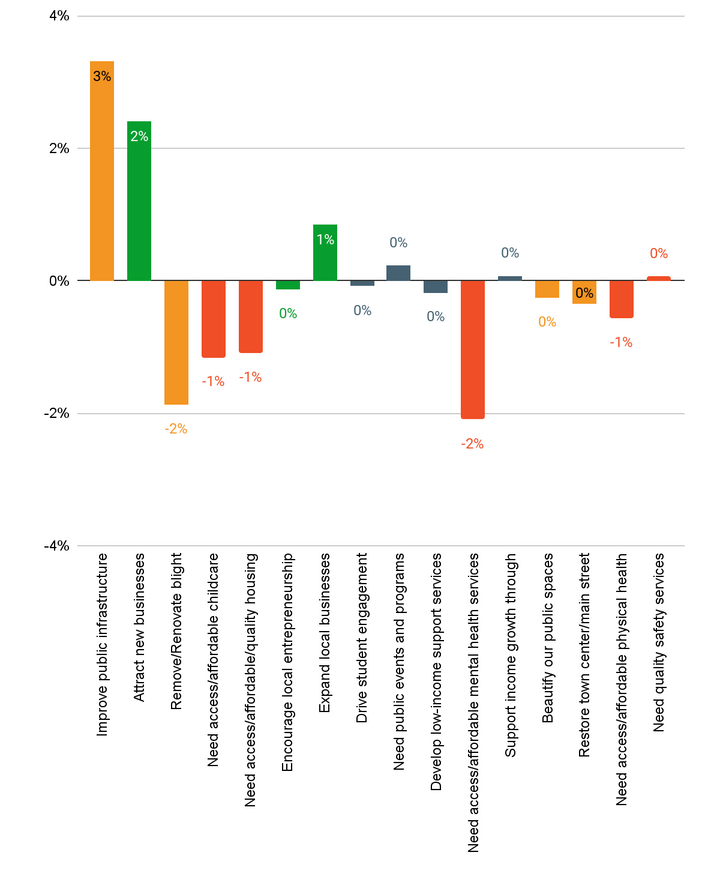 4%
3%
2%
2%
1%
0%
0%
0%
0%
0%
0%
0%
0%
0%
-1%
-1%
-1%
-2%
-2%
-2%
-4%
Improve public infrastructure
Attract new businesses
Remove/Renovate blight
Need access/affordable childcare
Need access/affordable/quality housing
Encourage local entrepreneurship
Expand local businesses
Drive student engagement
Need public events and programs
Develop low-income support services
Need access/affordable mental health services
Support income growth through
Beautify our public spaces
Restore town center/main street
Need access/affordable physical health
Need quality safety services